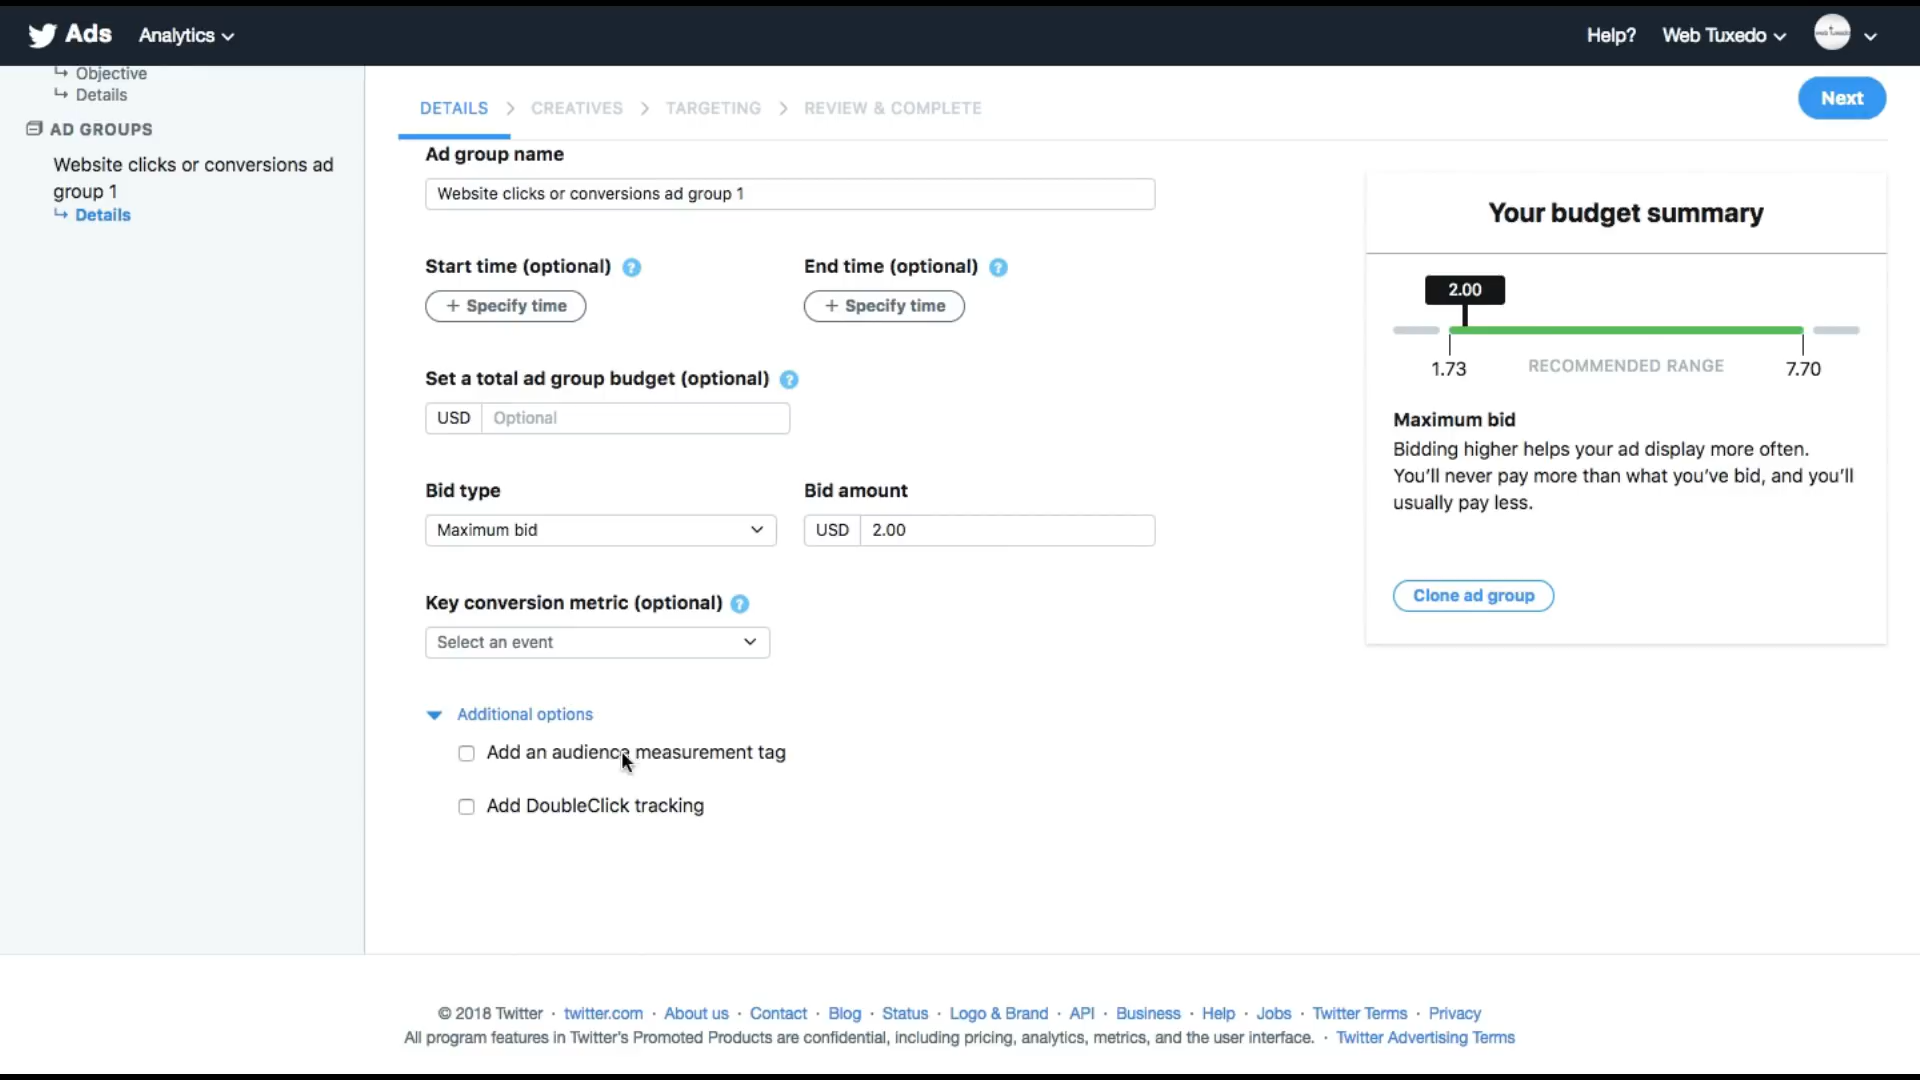 Ads Analytics Help? Web Tuxedo
Objective
Details
AD GROUPS
Website clicks or conversions ad
group 1
Details
DETAILS CREATIVES TARGETING REVIEW & COMPLETE
Next
Ad group name
Website clicks or conversions ad group 1
Start time (optional) ? End time (optional) ?
+ Specify time + Specify time
Set a total ad group budget (optional) ?
USD Optional
Bid type Bid amount
Maximum bid USD 2.00
Key conversion metric (optional) ?
Select an event
Additional options
Add an audience measurement tag
Add DoubleClick tracking
Your budget summary
2.00
1.73 RECOMMENDED RANGE 7.70
Maximum bid
Bidding higher helps your ad display more often.
You'll never pay more than what you've bid, and you'll
usually pay less.
Clone ad group
© 2018 Twitter · twitter.com · About us · Contact · Blog · Status · Logo & Brand · API · Business · Help · Jobs · Twitter Terms · Privacy
All program features in Twitter's Promoted Products are confidential, including pricing, analytics, metrics, and the user interface. · Twitter Advertising Terms